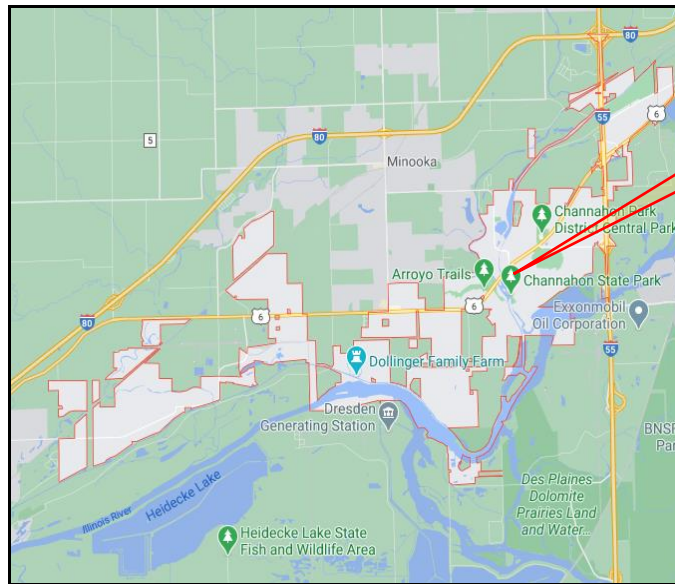 80
55
6
5
80
Minooka
Channahon Park
District Central Park
Arroyo Trails
Channahon State Park
6
6
Exxonmobil
Oil Corporation
80
55
Dollinger Family Farm
Dresden
Generating Station
BNSF
Par
Des Plaines
Dolomite
Prairies Land
and Water...
Heidecke Lake
Illinois River
Heidecke Lake State
Fish and Wildlife Area